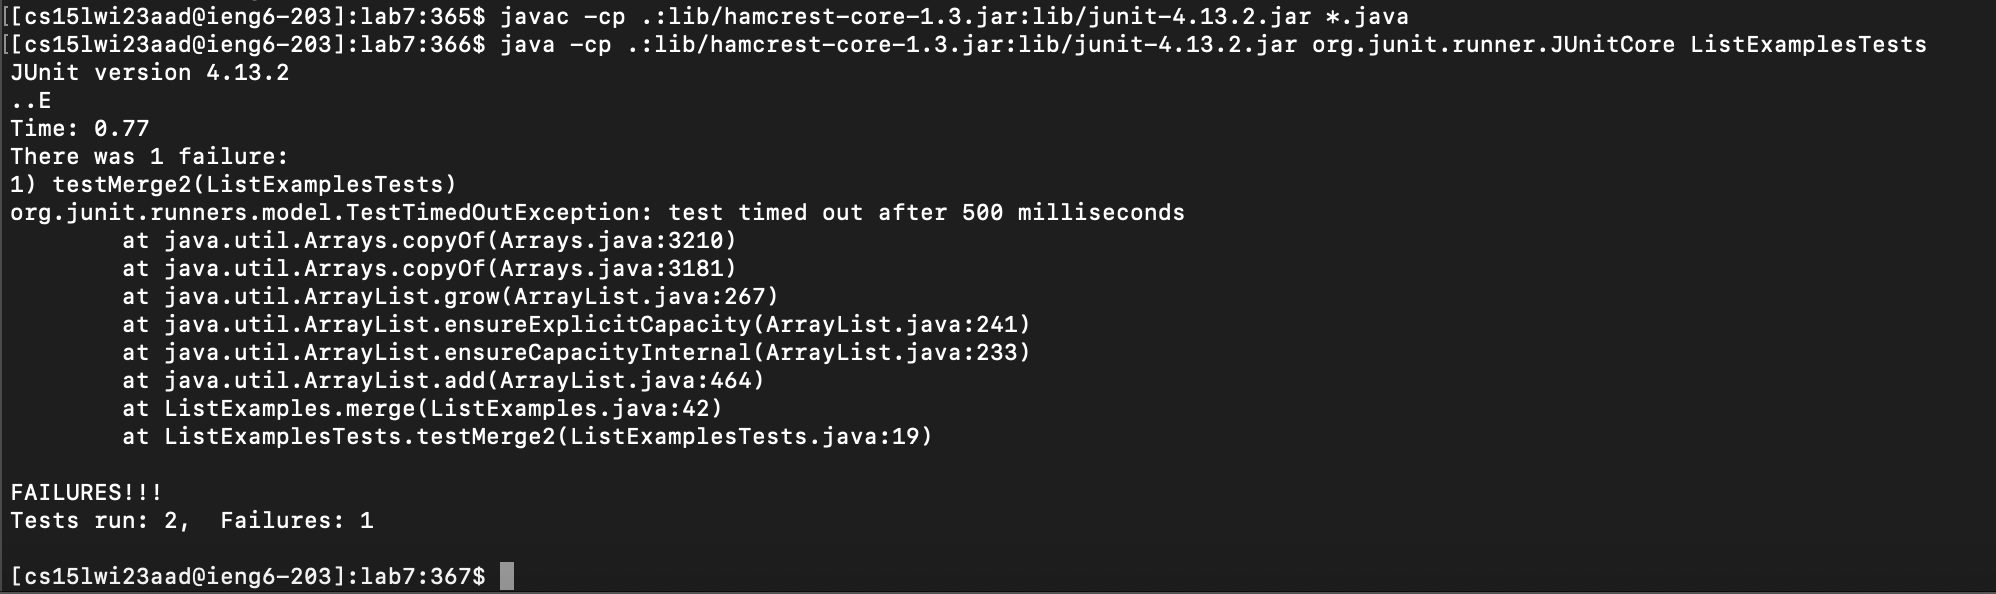 [[cs15lwi23aad@ieng6-203]:lab7:365$ javac -cp .:lib/hamcrest-core-1.3.jar:lib/junit-4.13.2.jar *.java
[[cs15lwi23aad@ieng6-203]:lab7:366$ java -cp .:lib/hamcrest-core-1.3.jar:lib/junit-4.13.2.jar org.junit.runner.JUnitCore ListExamplesTests
JUnit version 4.13.2
..E
Time: 0.77
There was 1 failure:
1) testMerge2(ListExamplesTests)
org.junit.runners.model.TestTimedOutException: test timed out after 500 milliseconds
        at java.util.Arrays.copyOf(Arrays.java:3210)
        at java.util.Arrays.copyOf(Arrays.java:3181)
        at java.util.ArrayList.grow(ArrayList.java:267)
        at java.util.ArrayList.ensureExplicitCapacity(ArrayList.java:241)
        at java.util.ArrayList.ensureCapacityInternal(ArrayList.java:233)
        at java.util.ArrayList.add(ArrayList.java:464)
        at ListExamples.merge(ListExamples.java:42)
        at ListExamplesTests.testMerge2(ListExamplesTests.java:19)

FAILURES!!!
Tests run: 2,  Failures: 1

[cs15lwi23aad@ieng6-203]:lab7:367$